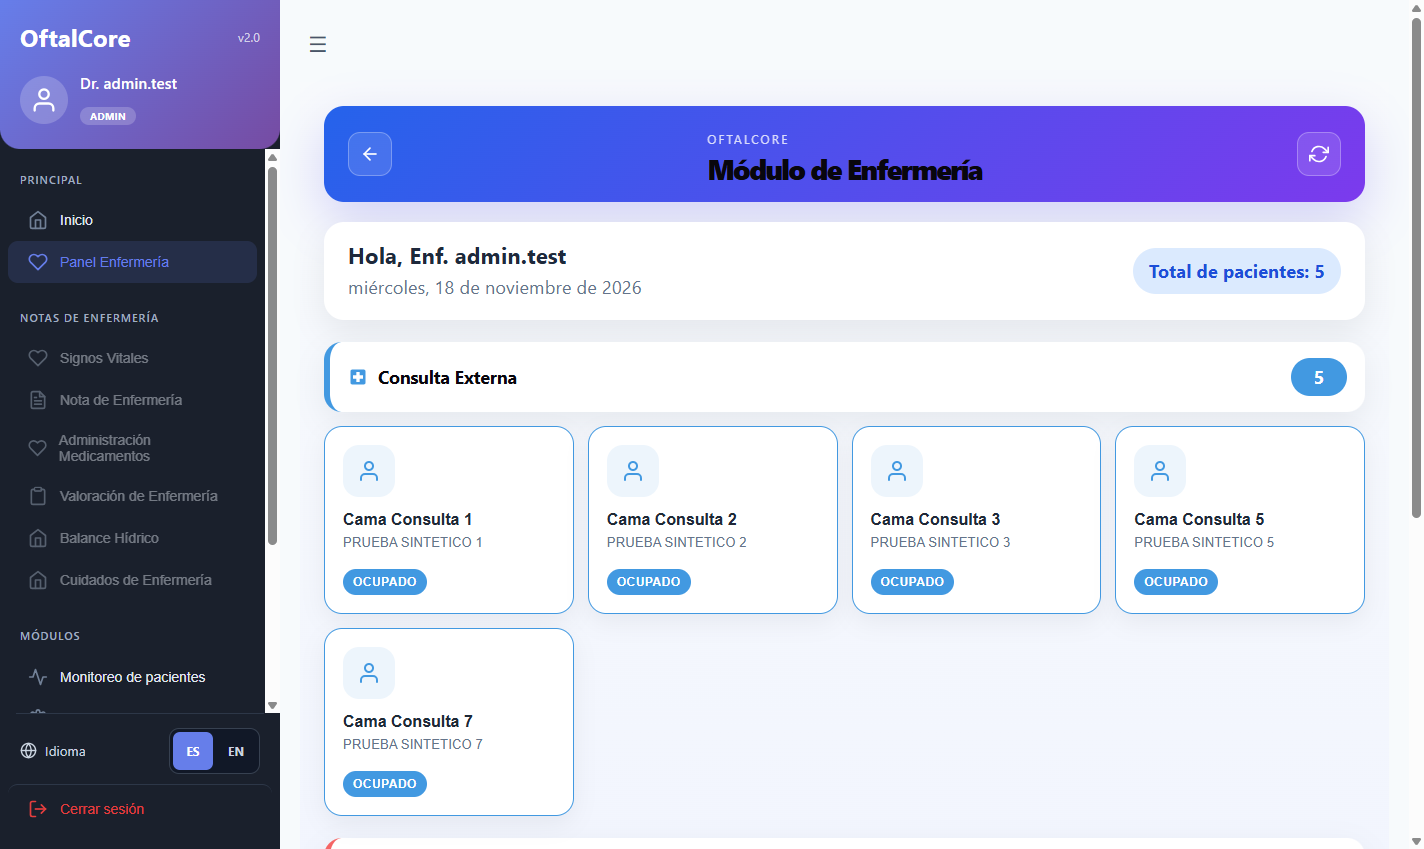 OftalCore
v2.0
Dr. admin.test
ADMIN
PRINCIPAL
Inicio
Panel Enfermería
NOTAS DE ENFERMERÍA
Signos Vitales
Nota de Enfermería
Administración
Medicamentos
Valoración de Enfermería
Balance Hídrico
Cuidados de Enfermería
MÓDULOS
Monitoreo de pacientes
Idioma
ES
EN
Cerrar sesión
OFTALCORE
Módulo de Enfermería
Hola, Enf. admin.test
miércoles, 18 de noviembre de 2026
Total de pacientes: 5
Consulta Externa
5
Cama Consulta 1
PRUEBA SINTETICO 1
OCUPADO
Cama Consulta 2
PRUEBA SINTETICO 2
OCUPADO
Cama Consulta 3
PRUEBA SINTETICO 3
OCUPADO
Cama Consulta 5
PRUEBA SINTETICO 5
OCUPADO
Cama Consulta 7
PRUEBA SINTETICO 7
OCUPADO